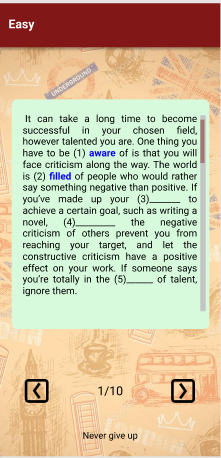 Exam
UNDERGROUND
It can take a long time to become
successful in your chosen field,
however talented you are. One thing you
have to be (1) aware of is that you will
face criticism along the way. The world
is (2) filled of people who would rather
say something negative than positive. If
you've made up your (3)______ to
achieve a certain goal, such as writing a
novel, (4)________ the negative
criticism of others prevent you from
reaching your target, and let the
constructive criticism have a positive
effect on your work. If someone says
you're totally in the (5)_____ of talent,
ignore them.
1/10
Never give up